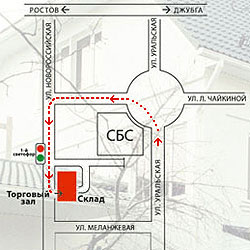 РОСТОВ
ДЖУБГА
УЛ. НОВОРОССИЙСКАЯ
УЛ. УРАЛЬСКАЯ
УЛ. Л. ЧАЙКИНОЙ
СБС
1-й
светофор
Торговый
зал
Склад
УЛ. УРАЛЬСКАЯ
УЛ. МЕЛАНЖЕВАЯ